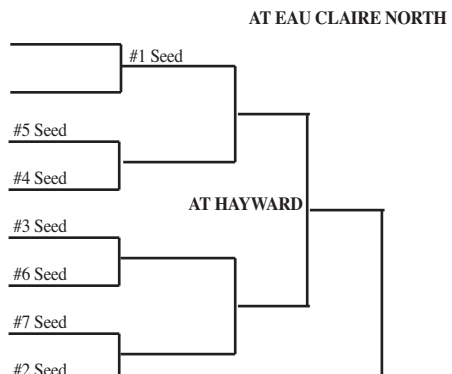 AT EAU CLAIRE NORTH
#1 Seed
#5 Seed
#4 Seed
AT HAYWARD
#3 Seed
#6 Seed
#7 Seed
#2 Seed